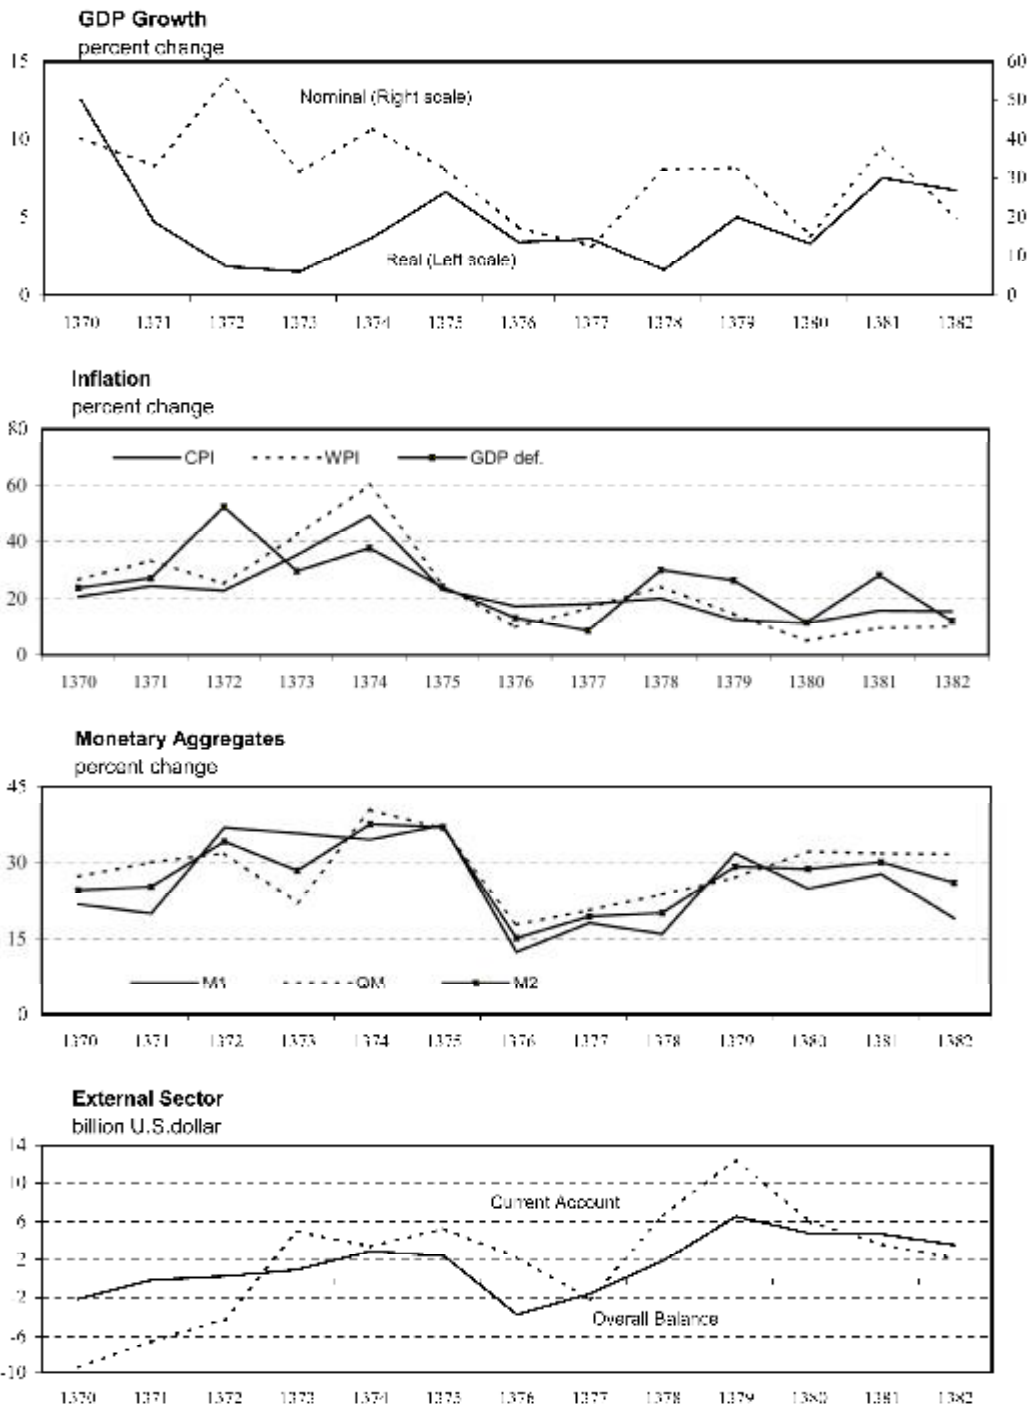 GDP Growth
percent change
15 60
50
Nominal (Right scale)
10 40
30
5 20
Real (Left scale)
10
0 0
1370 1371 1372 1373 1374 1375 1376 1377 1378 1379 1380 1381 1382
Inflation
percent change
80
CPI WPI GDP def.
60
40
20
0
1370 1371 1372 1373 1374 1375 1376 1377 1378 1379 1380 1381 1382
Monetary Aggregates
percent change
45
30
15
M1 QM M2
0
1370 1371 1372 1373 1374 1375 1376 1377 1378 1379 1380 1381 1382
External Sector
billion U.S.dollar
14
10
Current Account
6
2
-2
Overall Balance
-6
-10
1370 1371 1372 1373 1374 1375 1376 1377 1378 1379 1380 1381 1382